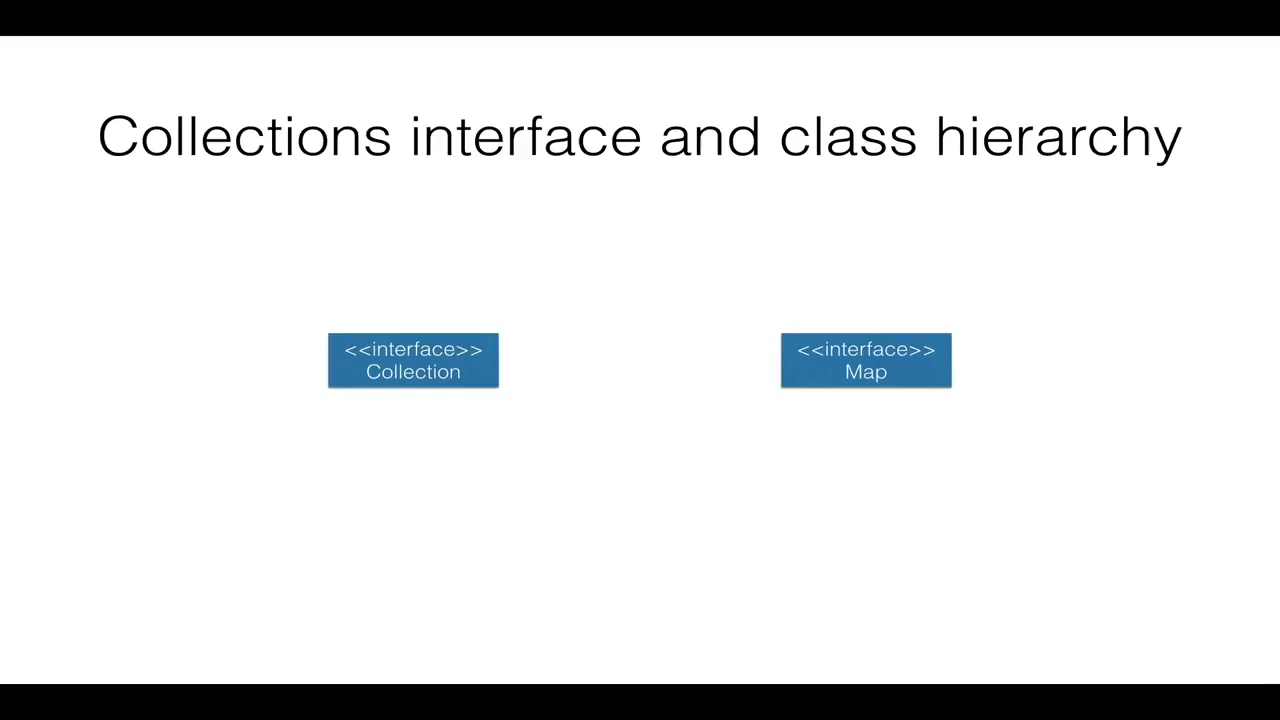 Collections interface and class hierarchy
<<interface>>
Collection
<<interface>>
Map